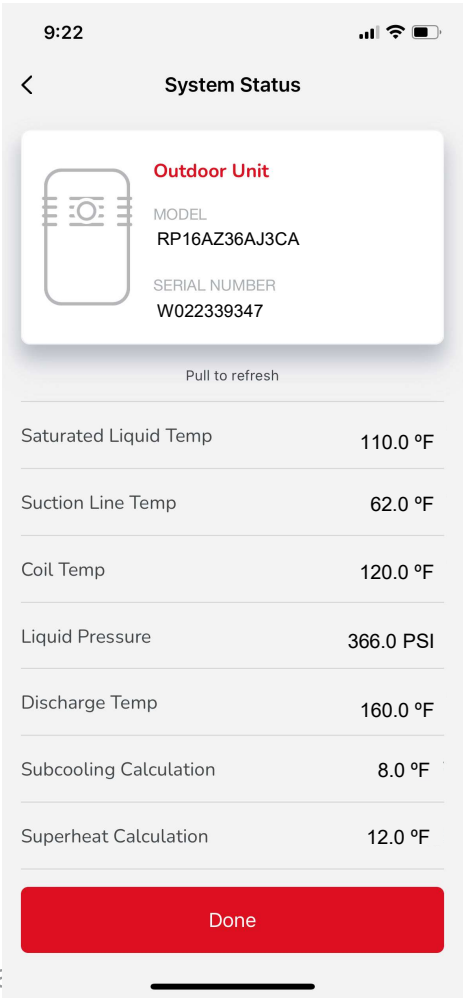 9:22
System Status
Outdoor Unit
MODEL
RP16AZ36AJ3CA
SERIAL NUMBER
W022339347
Pull to refresh
Saturated Liquid Temp 110.0 ºF
Suction Line Temp 62.0 ºF
Coil Temp 120.0 ºF
Liquid Pressure 366.0 PSI
Discharge Temp 160.0 ºF
Subcooling Calculation 8.0 ºF
Superheat Calculation 12.0 ºF
Done